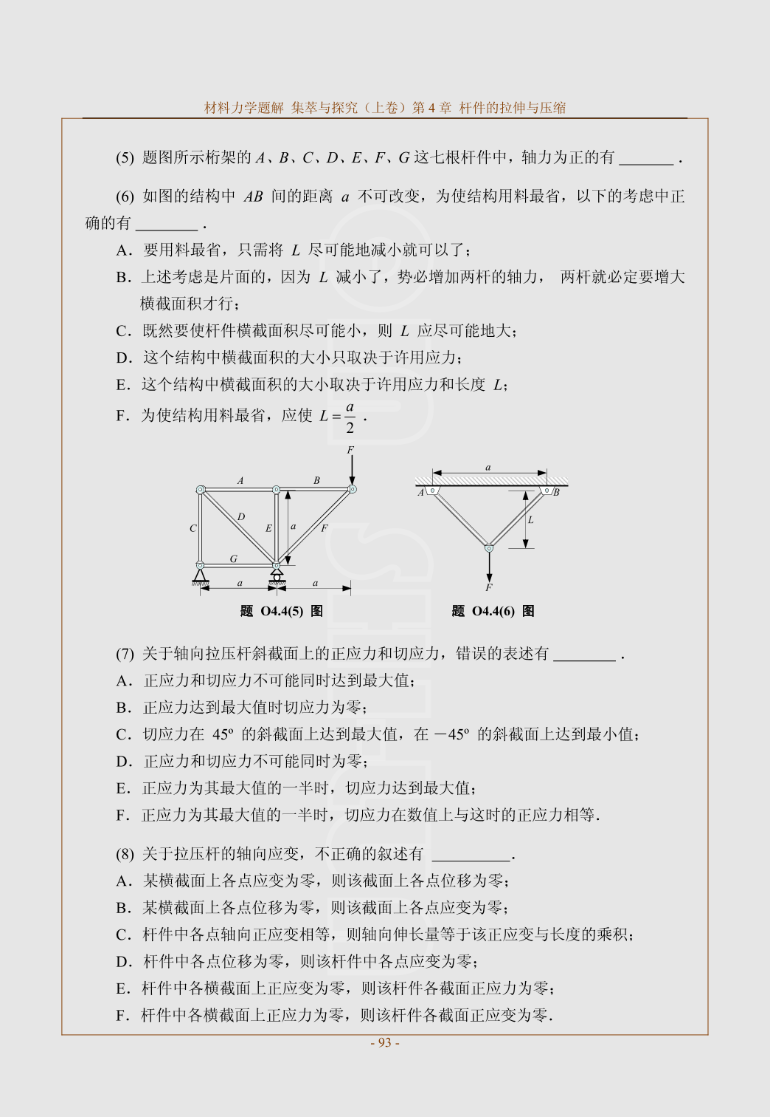 材料力学题解 集萃与探究（上卷）第 4 章 杆件的拉伸与压缩
(5) 题图所示桁架的 A、B、C、D、E、F、G 这七根杆件中，轴力为正的有 _______ ．
(6) 如图的结构中 AB 间的距离 a 不可改变，为使结构用料最省，以下的考虑中正
确的有 ________ ．
A．要用料最省，只需将 L 尽可能地减小就可以了；
B．上述考虑是片面的，因为 L 减小了，势必增加两杆的轴力， 两杆就必定要增大
横截面积才行；
C．既然要使杆件横截面积尽可能小，则 L 应尽可能地大；
D．这个结构中横截面积的大小只取决于许用应力；
E．这个结构中横截面积的大小取决于许用应力和长度 L；
F．为使结构用料最省，应使 L = a/2 ．
F
A B
C D E a F
G
a a
题 O4.4(5) 图
a
A B
L
F
题 O4.4(6) 图
(7) 关于轴向拉压杆斜截面上的正应力和切应力，错误的表述有 ________ ．
A．正应力和切应力不可能同时达到最大值；
B．正应力达到最大值时切应力为零；
C．切应力在 45º 的斜截面上达到最大值，在 －45º 的斜截面上达到最小值；
D．正应力和切应力不可能同时为零；
E．正应力为其最大值的一半时，切应力达到最大值；
F．正应力为其最大值的一半时，切应力在数值上与这时的正应力相等．
(8) 关于拉压杆的轴向应变，不正确的叙述有 __________．
A．某横截面上各点应变为零，则该截面上各点位移为零；
B．某横截面上各点位移为零，则该截面上各点应变为零；
C．杆件中各点轴向正应变相等，则轴向伸长量等于该正应变与长度的乘积；
D．杆件中各点位移为零，则该杆件中各点应变为零；
E．杆件中各横截面上正应变为零，则该杆件各截面正应力为零；
F．杆件中各横截面上正应力为零，则该杆件各截面正应变为零．
- 93 -